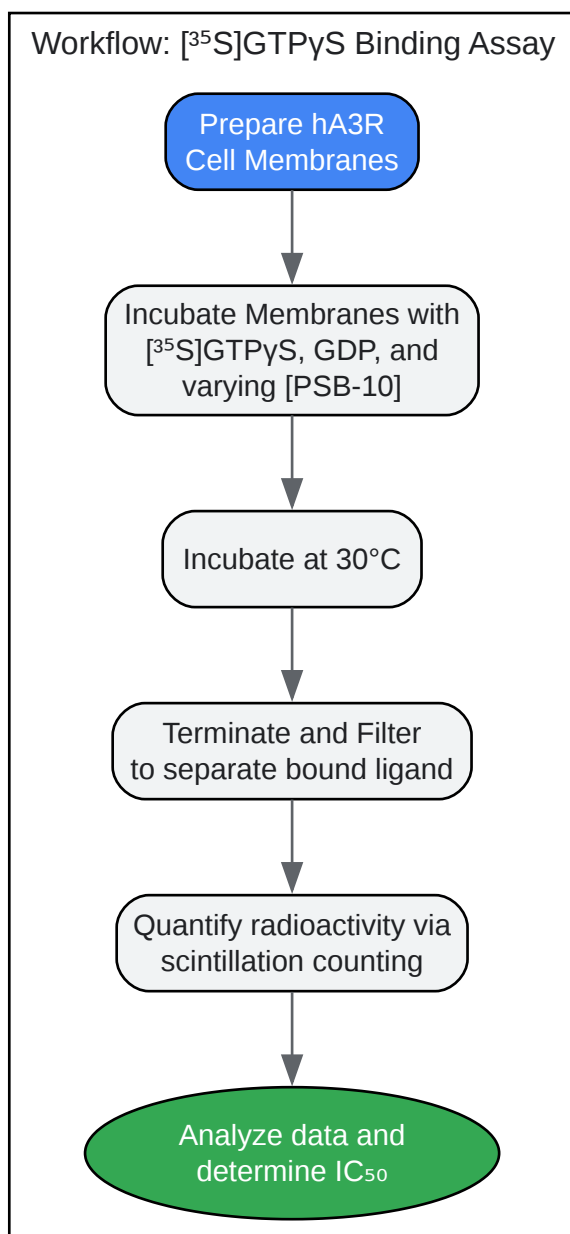 Workflow: [³⁵S]GTPγS Binding Assay
Prepare hA3R
Cell Membranes
Incubate Membranes with
[³⁵S]GTPγS, GDP, and
varying [PSB-10]
Incubate at 30°C
Terminate and Filter
to separate bound ligand
Quantify radioactivity via
scintillation counting
Analyze data and
determine IC₅₀